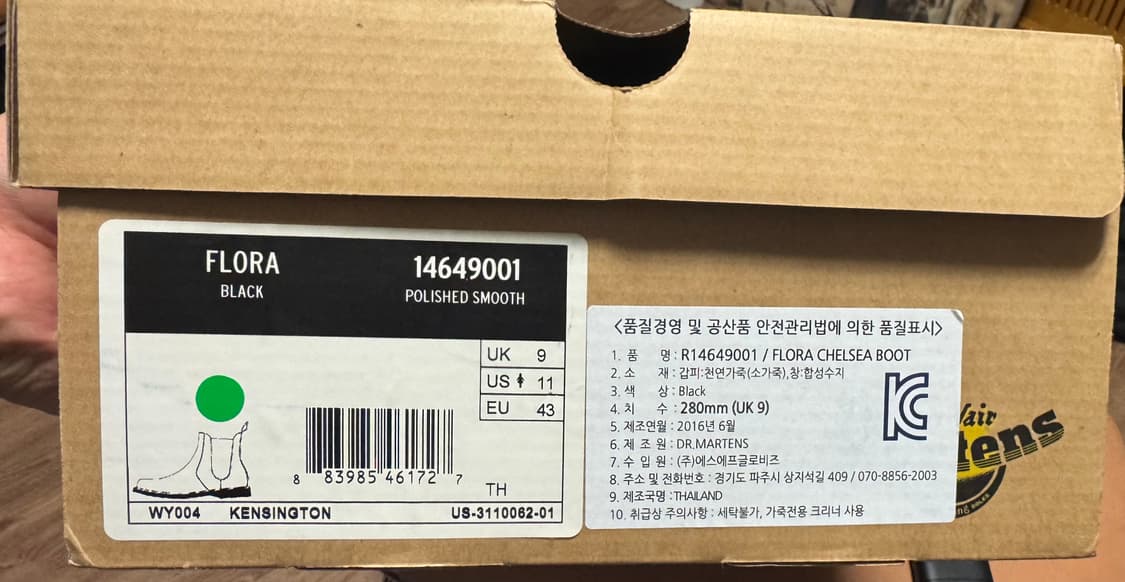 FLORA
BLACK
14649001
POLISHED SMOOTH
UK 9
US 11
EU 43
8 83985 46172 7
TH
WY004 KENSINGTON US-3110062-01
<품질경영 및 공산품 안전관리법에 의한 품질표시>
1. 품 명 : R14649001 / FLORA CHELSEA BOOT
2. 소 재 : 갑피:천연가죽(소가죽),창:합성수지
3. 색 상 : Black
4. 치 수 : 280mm (UK 9)
5. 제조연월 : 2016년 6월
6. 제 조 원 : DR.MARTENS
7. 수 입 원 : (주)에스에프글로비즈
8. 주소 및 전화번호 : 경기도 파주시 상지석길 409 / 070-8856-2003
9. 제조국명 : THAILAND
10. 취급상 주의사항 : 세탁불가, 가죽전용 크리너 사용
KC
Wair
tens
ng SOLES